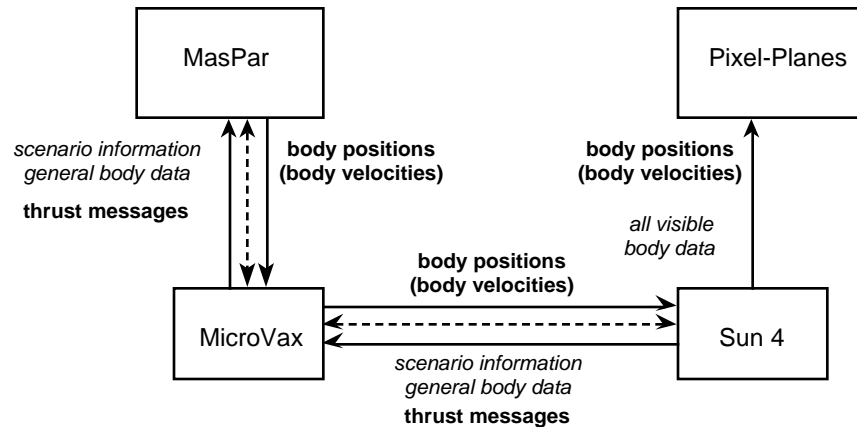 MasPar
Pixel-Planes
scenario information
general body data
thrust messages
body positions
(body velocities)
body positions
(body velocities)
all visible
body data
body positions
(body velocities)
MicroVax
Sun 4
scenario information
general body data
thrust messages